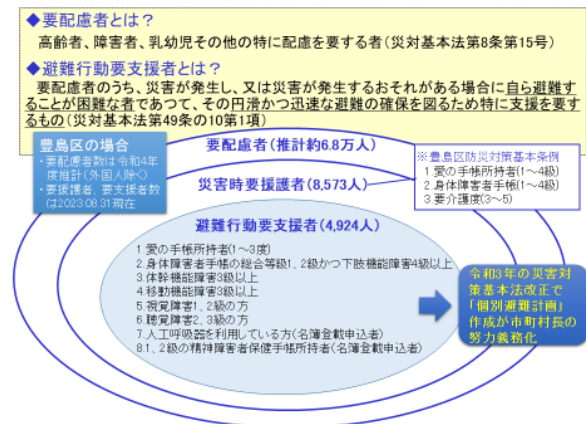 ◆要配慮者とは？
高齢者、障害者、乳幼児その他の特に配慮を要する者（災対基本法第8条第15号）
◆避難行動要支援者とは？
要配慮者のうち、災害が発生し、又は災害が発生するおそれがある場合に自ら避難す
ることが困難な者であつて、その円滑かつ迅速な避難の確保を図るため特に支援を要す
るもの（災対基本法第49条の10第1項）
豊島区の場合
・要配慮者数は令和4年
度推計（外国人除く）
・要援護者、要支援者数
は2023.08.31現在
要配慮者（推計約6.8万人）
※豊島区防災対策基本条例
1.愛の手帳所持者（1～4級）
2.身体障害者手帳（1～4級）
3.要介護度（3～5）
災害時要援護者（8,573人）
避難行動要支援者（4,924人）
1.愛の手帳所持者（1～3度）
2.身体障害者手帳の総合等級1、2級かつ下肢機能障害4級以上
3.体幹機能障害3級以上
4.移動機能障害3級以上
5.視覚障害1、2級の方
6.聴覚障害2、3級の方
7.人工呼吸器を利用している方（名簿登載申込者）
8.1、2級の精神障害者保健手帳所持者（名簿登載申込者）
令和3年の災害対
策基本法改正で
「個別避難計画」
作成が市町村長の
努力義務化